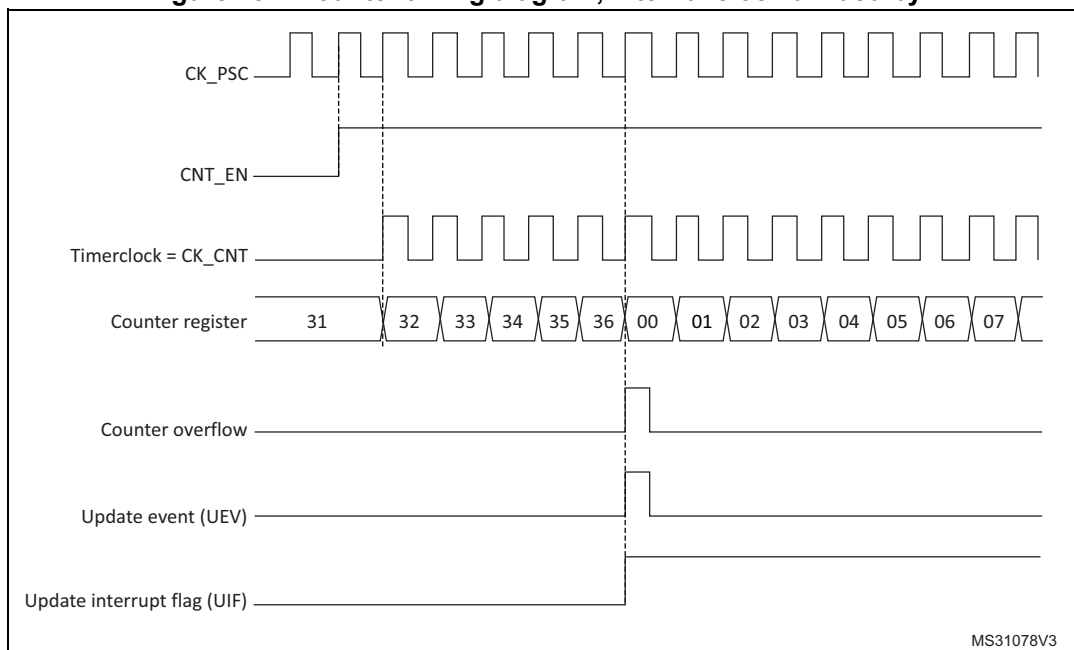 CK_PSC
CNT_EN
Timerclock = CK_CNT
Counter register 31 32 33 34 35 36 00 01 02 03 04 05 06 07
Counter overflow
Update event (UEV)
Update interrupt flag (UIF)
MS31078V3